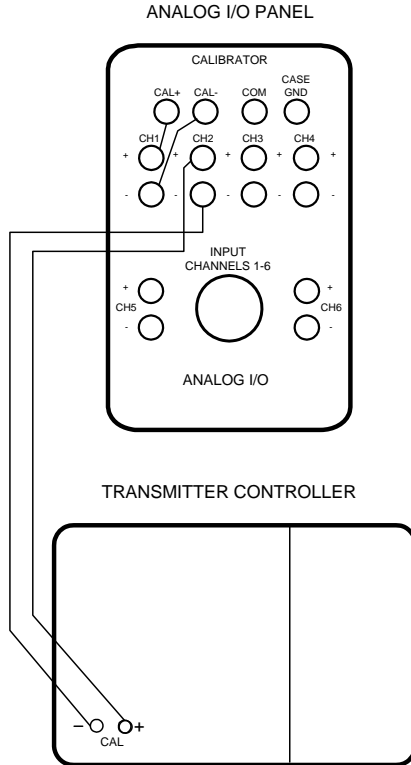 ANALOG I/O PANEL
CALIBRATOR
CAL+ CAL- COM CASE GND
CH1 CH2 CH3 CH4
+ + + + +
- - - - -
INPUT
CHANNELS 1-6
+ +
CH5 CH6
- -
ANALOG I/O
TRANSMITTER CONTROLLER
- +
CAL